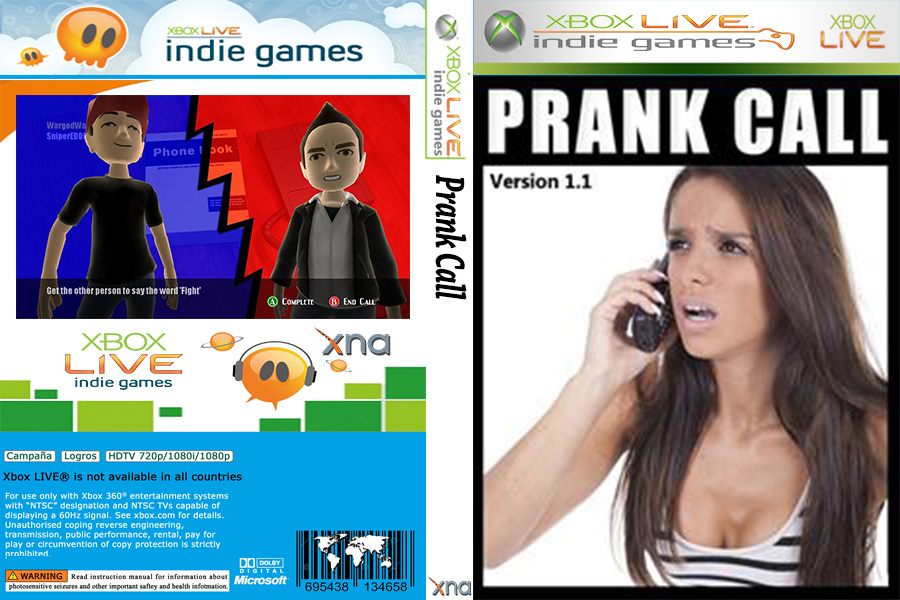 XBOX LIVE
indie games
WargedWa
SniperED0
Phone Book
Get the other person to say the word 'Fight'
A Complete B End Call
XBOX
LIVE
indie games
xna
Campaña Logros HDTV 720p/1080i/1080p
Xbox LIVE® is not available in all countries
For use only with Xbox 360® entertainment systems
with “NTSC” designation and NTSC TVs capable of
displaying a 60Hz signal. See xbox.com for details.
Unauthorised coping reverse engineering,
transmission, public performance, rental, pay for
play or circumvention of copy protection is strictly
prohibited.
WARNING Read instruction manual for information about
photosensitive seizures and other important saftey and health infotmation.
DOLBY
DIGITAL
Microsoft
695438 134658
XBOX LIVE
indie games
Prank Call
xna
XBOX LIVE
indie games
XBOX
LIVE
PRANK CALL
Version 1.1